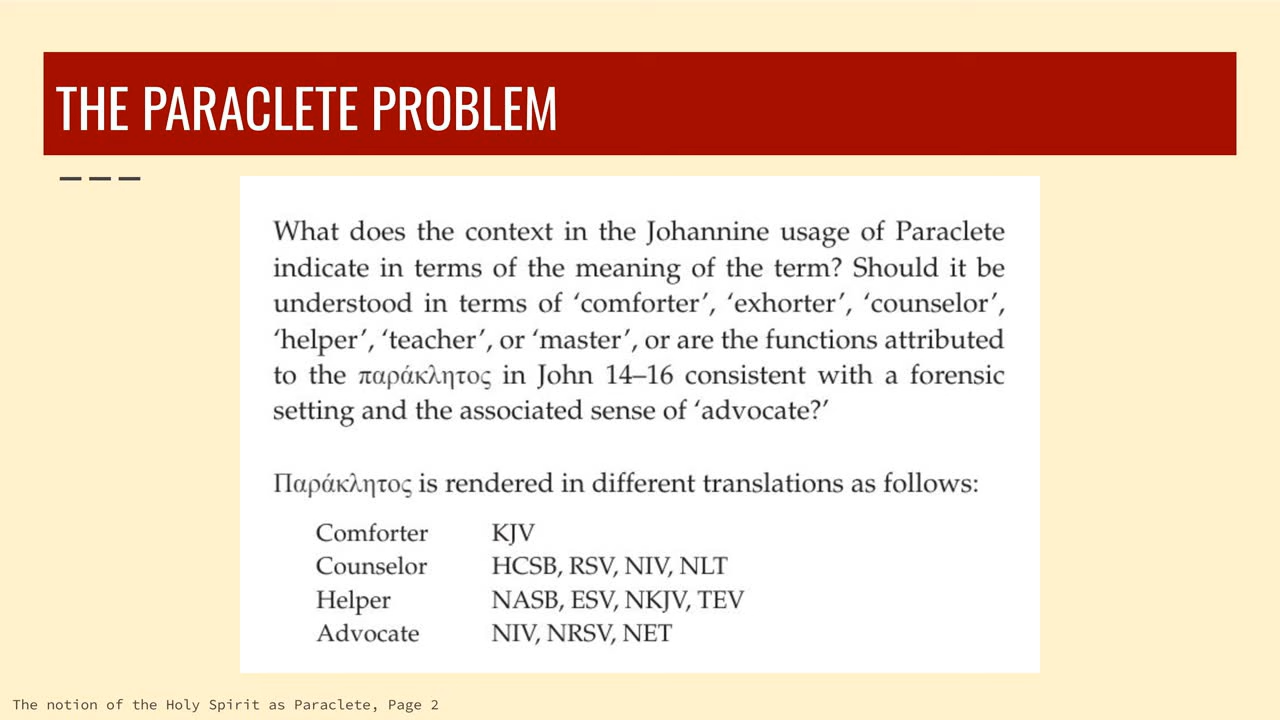 THE PARACLETE PROBLEM
What does the context in the Johannine usage of Paraclete
indicate in terms of the meaning of the term? Should it be
understood in terms of ‘comforter’, ‘exhorter’, ‘counselor’,
‘helper’, ‘teacher’, or ‘master’, or are the functions attributed
to the παράκλητος in John 14–16 consistent with a forensic
setting and the associated sense of ‘advocate?’
Παράκλητος is rendered in different translations as follows:
Comforter KJV
Counselor HCSB, RSV, NIV, NLT
Helper NASB, ESV, NKJV, TEV
Advocate NIV, NRSV, NET
The notion of the Holy Spirit as Paraclete, Page 2